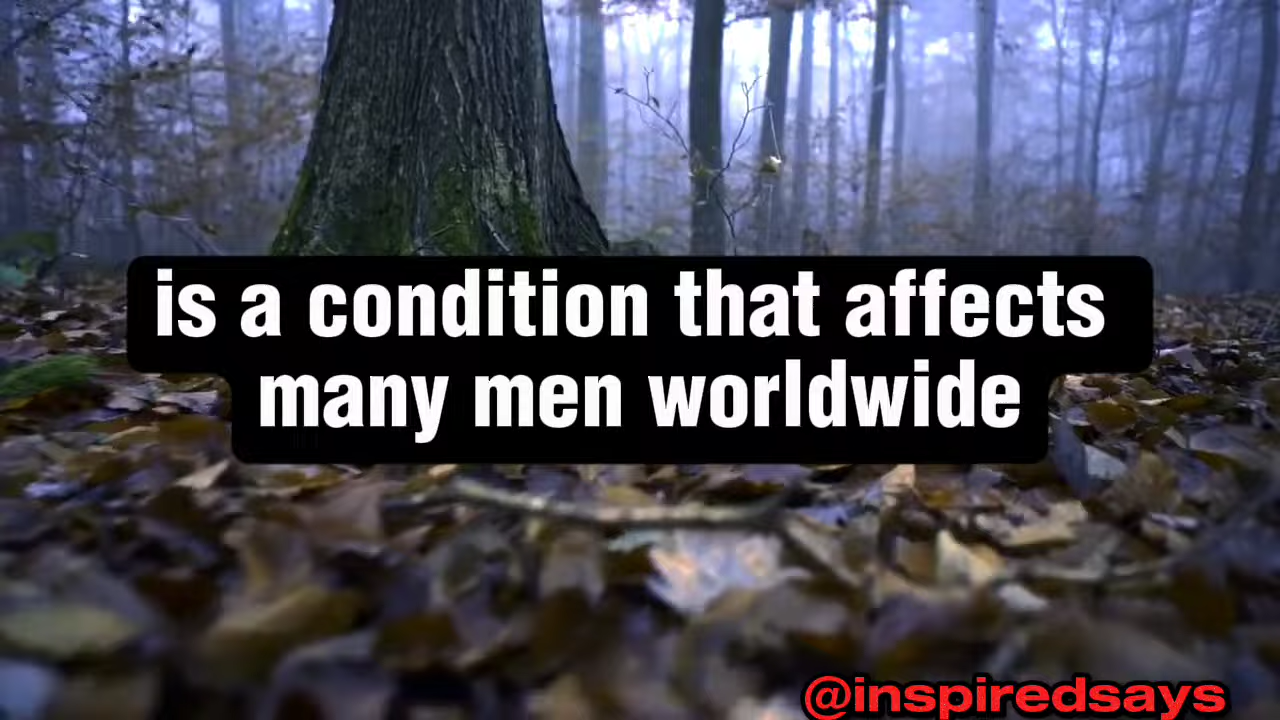 is a condition that affects
many men worldwide
@inspiredsays